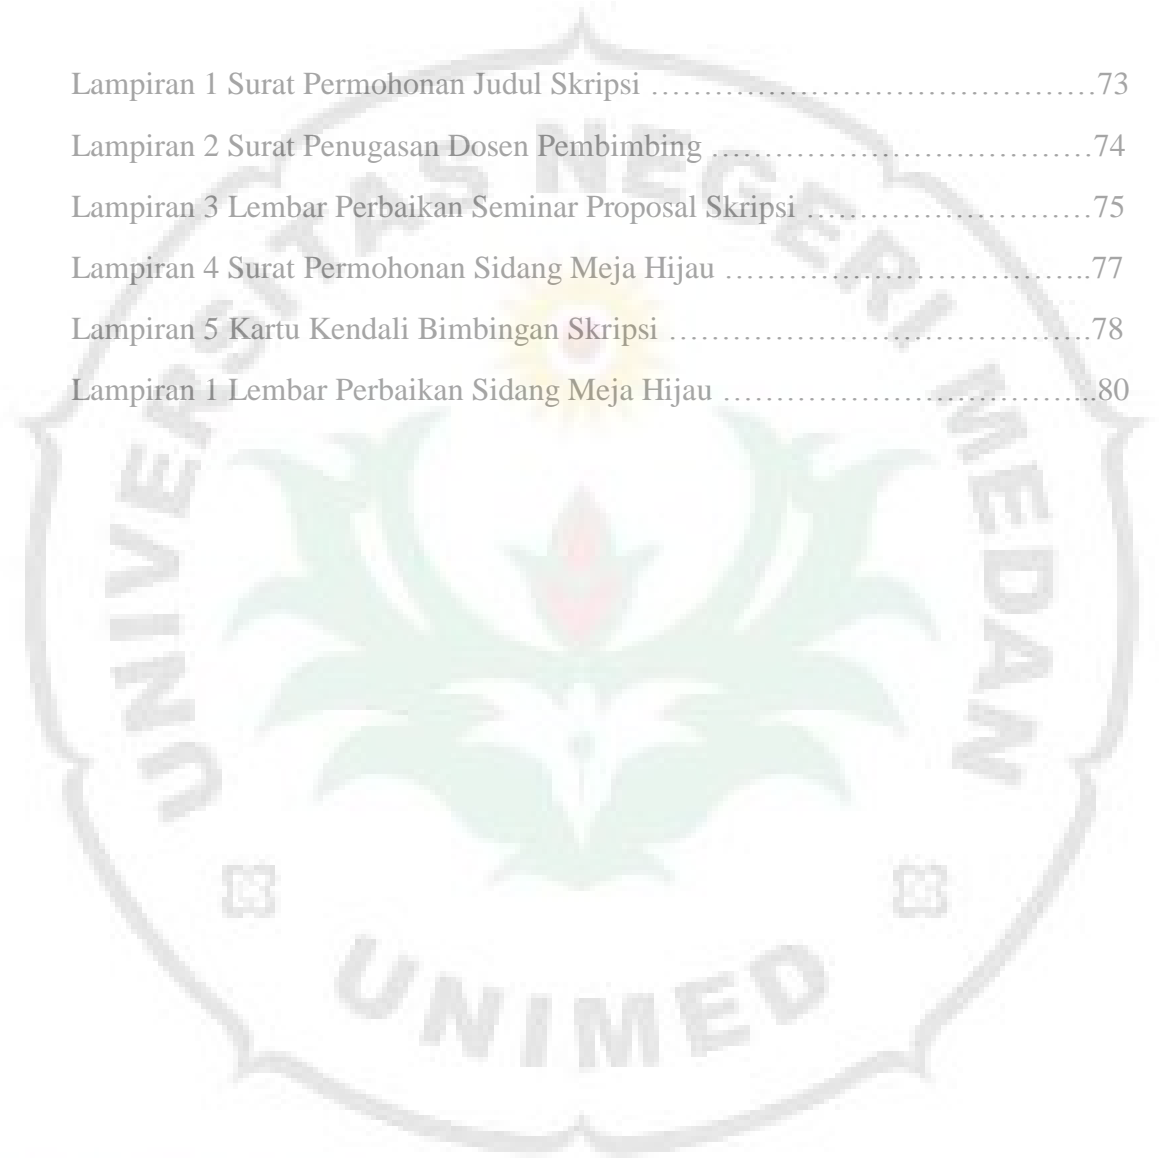 Lampiran 1 Surat Permohonan Judul Skripsi ……………………………………73
Lampiran 2 Surat Penugasan Dosen Pembimbing ………………………………74
Lampiran 3 Lembar Perbaikan Seminar Proposal Skripsi ………………………75
Lampiran 4 Surat Permohonan Sidang Meja Hijau ……………………………..77
Lampiran 5 Kartu Kendali Bimbingan Skripsi …………………………………..78
Lampiran 1 Lembar Perbaikan Sidang Meja Hijau ……………………………...80
UNIVERSITAS NEGERI MEDAN
UNIMED